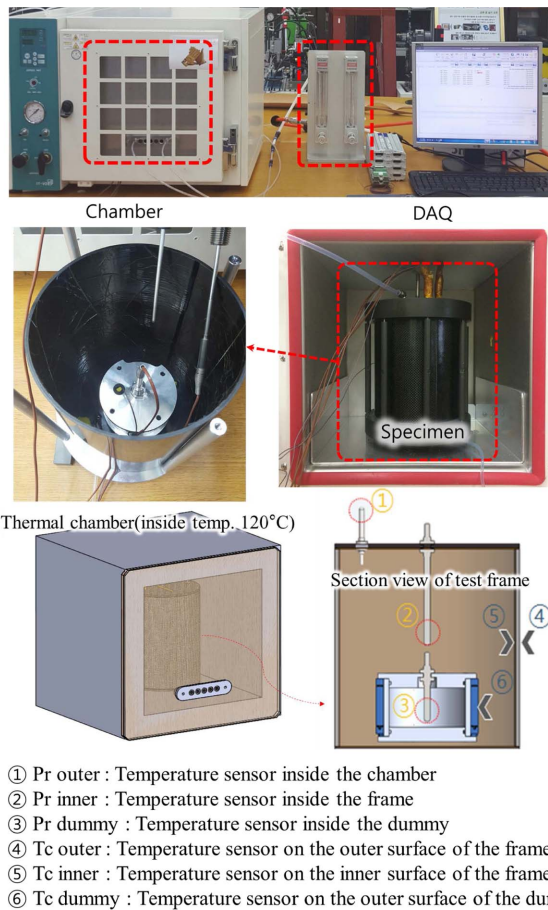 Chamber
DAQ
Specimen
Thermal chamber(inside temp. 120°C)
Section view of test frame
①
②
③
④
⑤
⑥
① Pr outer : Temperature sensor inside the chamber
② Pr inner : Temperature sensor inside the frame
③ Pr dummy : Temperature sensor inside the dummy
④ Tc outer : Temperature sensor on the outer surface of the frame
⑤ Tc inner : Temperature sensor on the inner surface of the frame
⑥ Tc dummy : Temperature sensor on the outer surface of the du